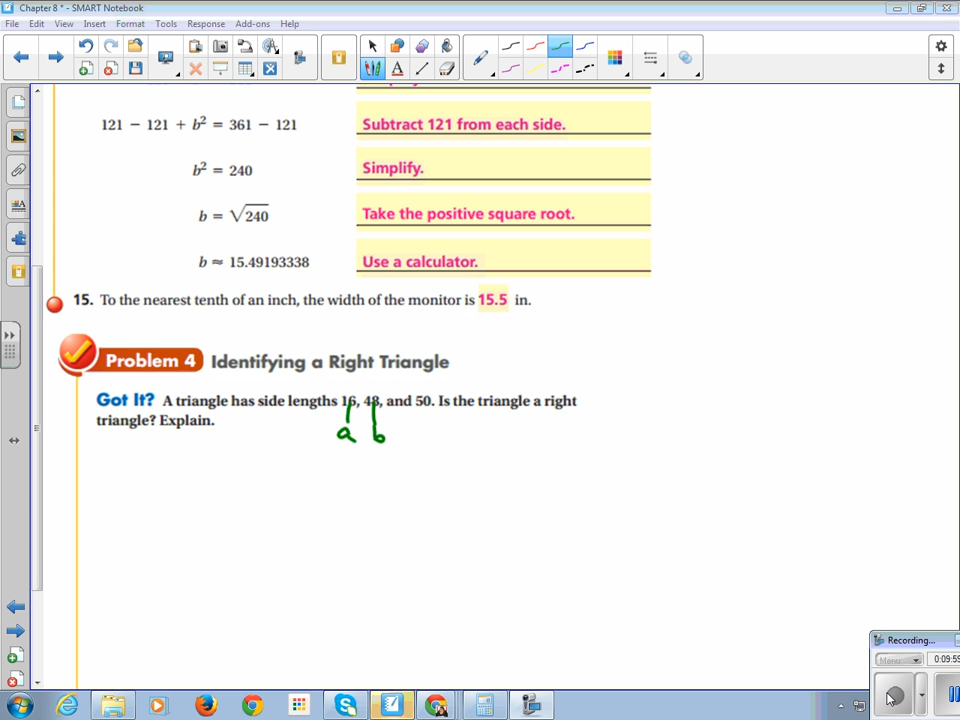 Chapter 8 * - SMART Notebook
File Edit View Insert Format Tools Response Add-ons Help
121 − 121 + b² = 361 − 121 Subtract 121 from each side.
b² = 240 Simplify.
b = √240 Take the positive square root.
b ≈ 15.49193338 Use a calculator.
15. To the nearest tenth of an inch, the width of the monitor is 15.5 in.
Problem 4 Identifying a Right Triangle
Got It? A triangle has side lengths 16, 48, and 50. Is the triangle a right
triangle? Explain.
a b
Recording...
Menu 0:09:59